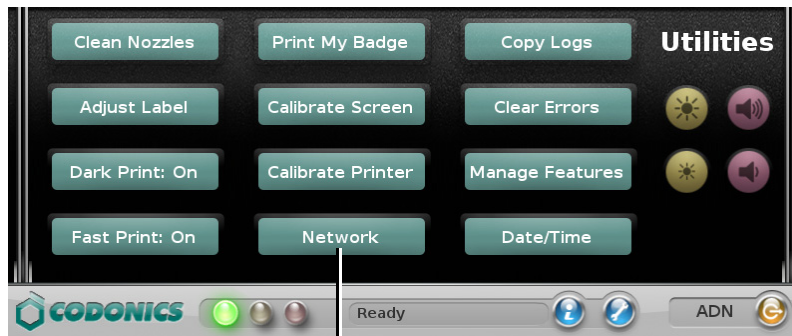 Clean Nozzles Print My Badge Copy Logs Utilities
Adjust Label Calibrate Screen Clear Errors
Dark Print: On Calibrate Printer Manage Features
Fast Print: On Network Date/Time
CODONICS Ready ADN